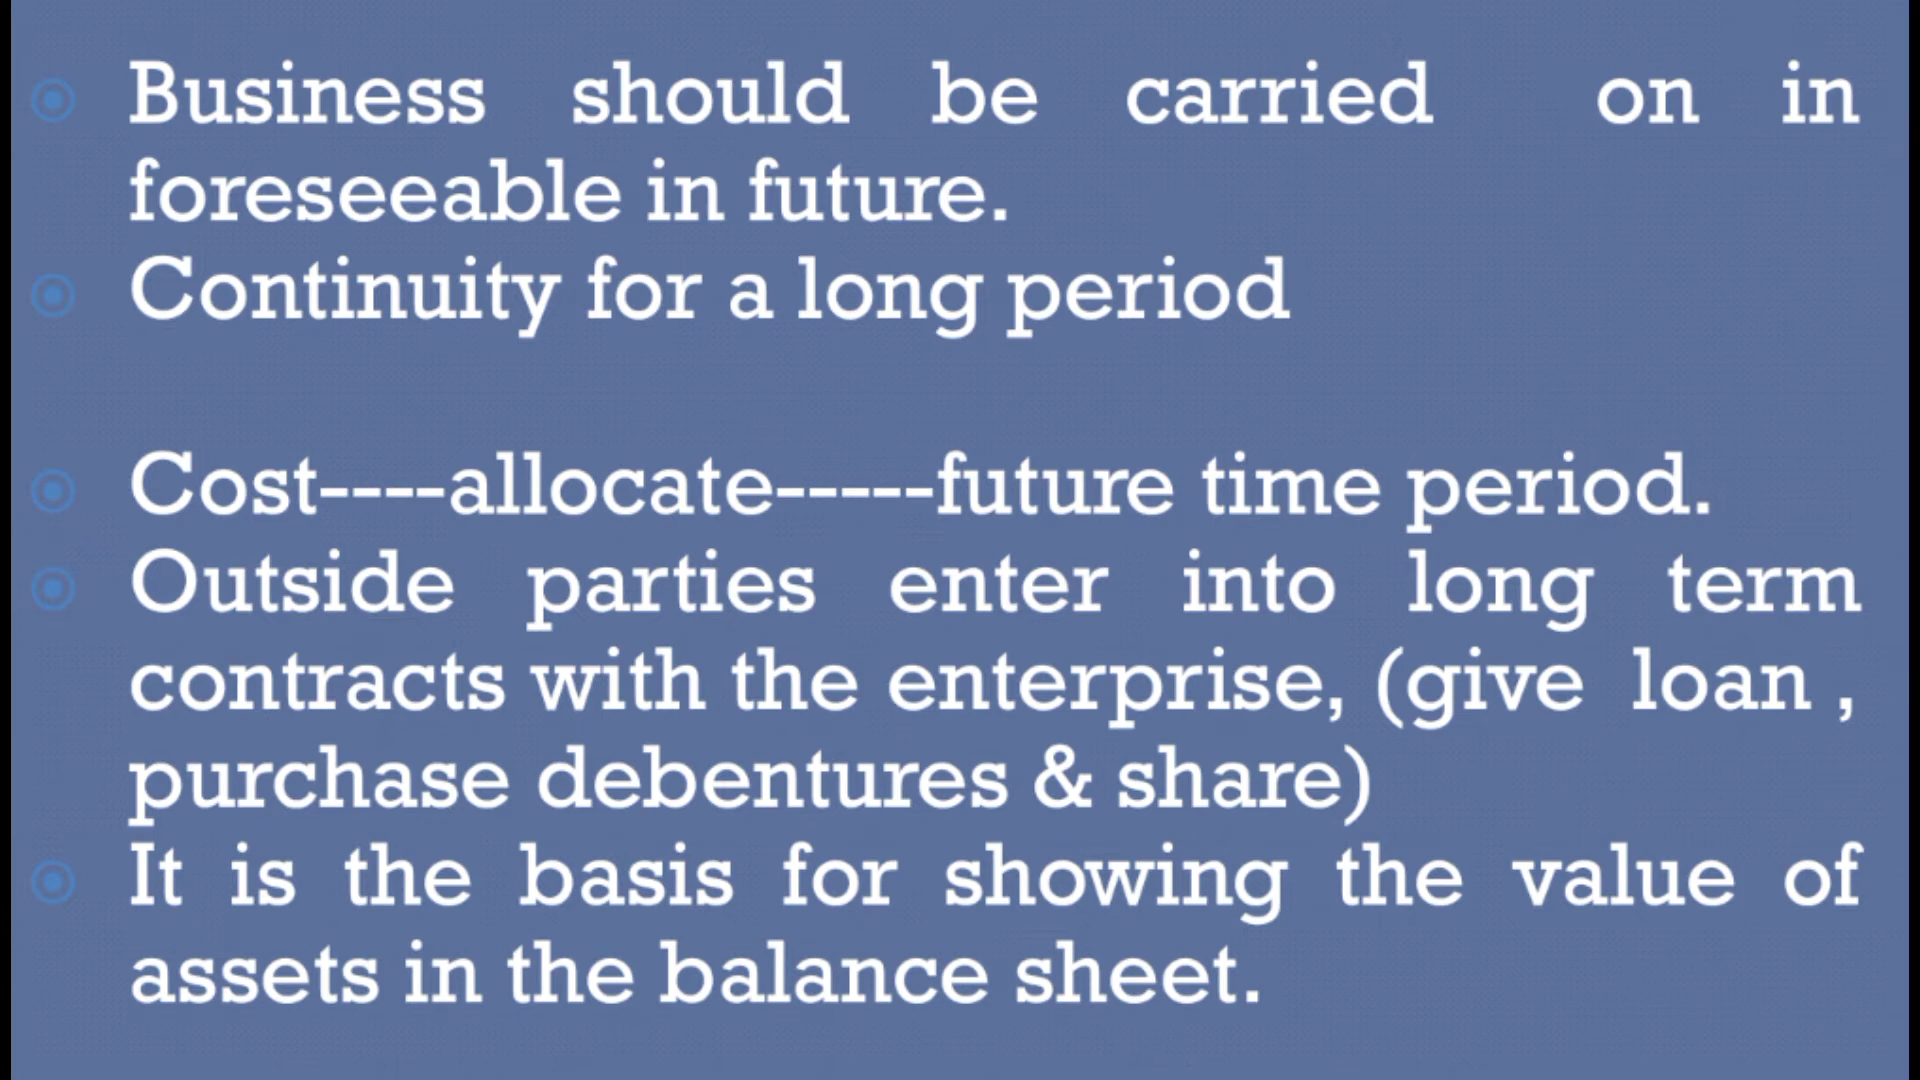 Business should be carried on in
foreseeable in future.
Continuity for a long period
Cost----allocate-----future time period.
Outside parties enter into long term
contracts with the enterprise, (give loan ,
purchase debentures & share)
It is the basis for showing the value of
assets in the balance sheet.